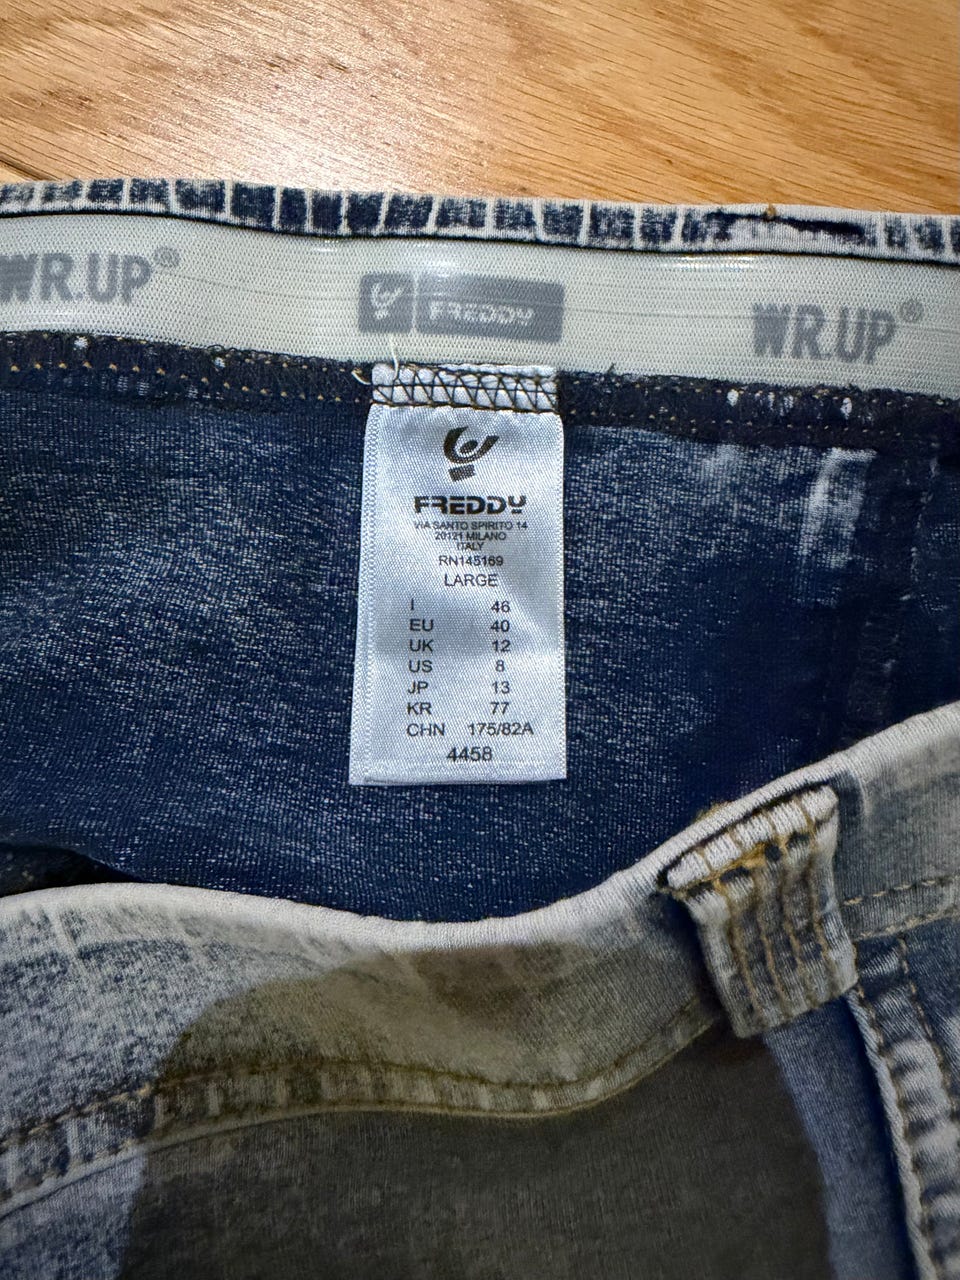 WR.UP®
FREDDY
WR.UP®
FREDDY
VIA SANTO SPIRITO 14
20121 MILANO
ITALY
RN145169
LARGE
I 46
EU 40
UK 12
US 8
JP 13
KR 77
CHN 175/82A
4458